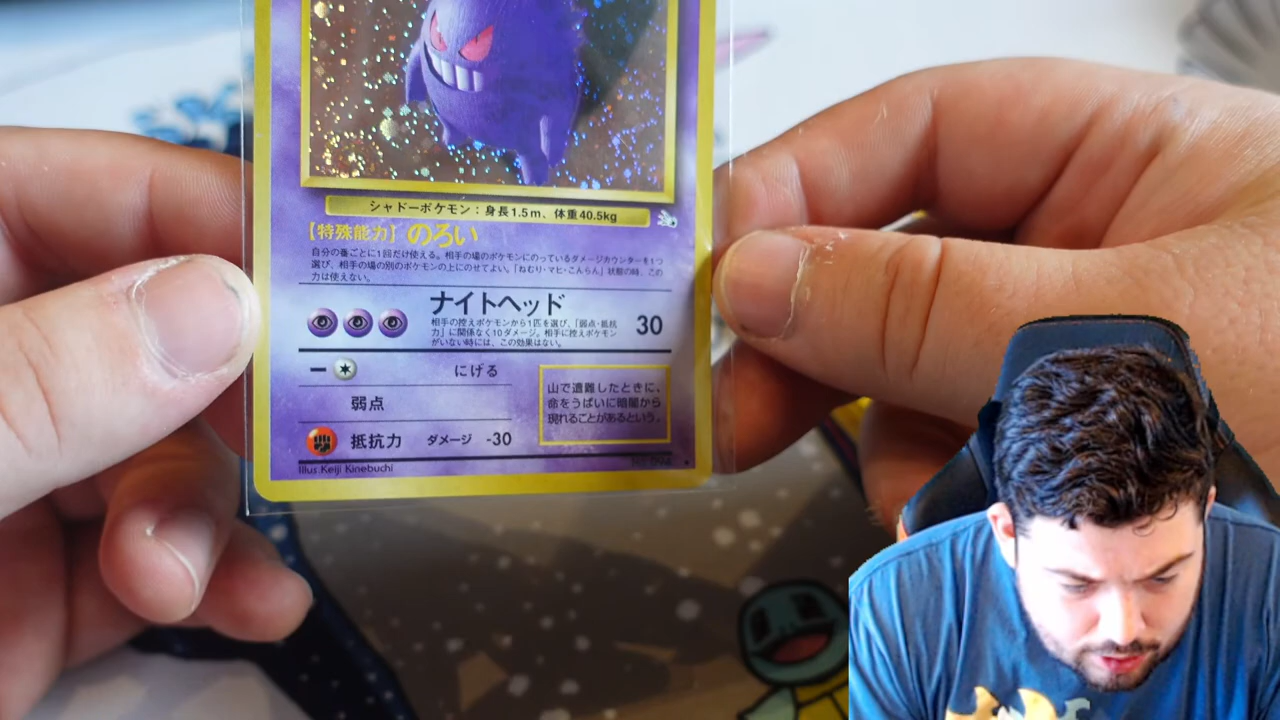 シャドーポケモン：身長1.5m、体重40.5kg
【特殊能力】のろい
自分の番ごとに1回だけ使える。相手の場のポケモンにのっているダメージカウンターを1つ
選び、相手の場の別のポケモンの上にのせてよい。「ねむり・マヒ・こんらん」状態の時、この
力は使えない。
ナイトヘッド
相手の控えポケモンから1匹を選び、「弱点・抵抗
力」に関係なく10ダメージ。相手に控えポケモン
がいない時には、この効果はない。
30
にげる
弱点
抵抗力 ダメージ -30
山で遭難したときに、
命をうばいに暗闇から
現れることがあるという。
Illus.Keiji Kinebuchi